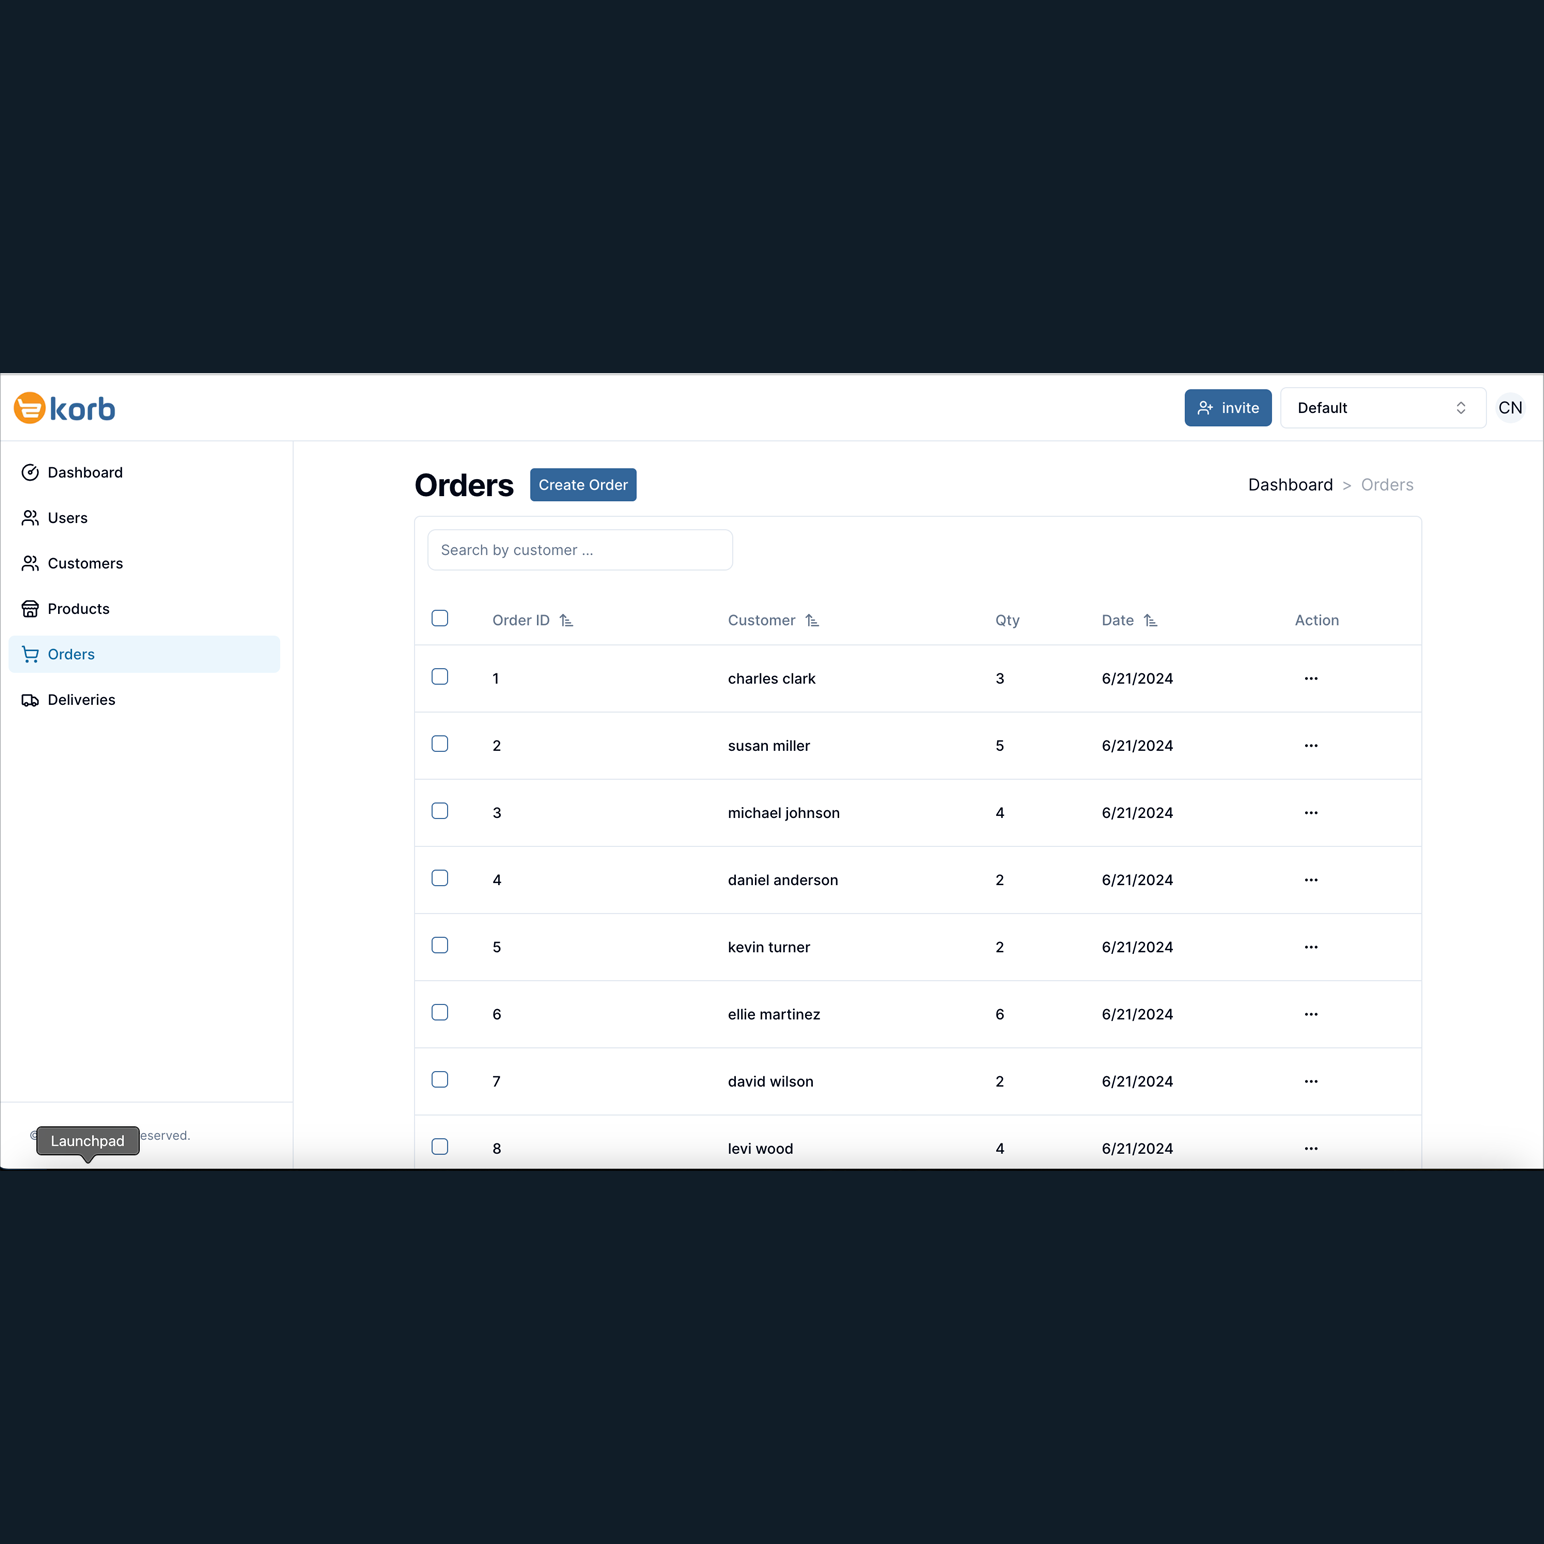 korb
invite
Default
CN
Dashboard
Users
Customers
Products
Orders
Deliveries
Orders
Create Order
Dashboard > Orders
Search by customer ...
Order ID Customer Qty Date Action
1 charles clark 3 6/21/2024 ...
2 susan miller 5 6/21/2024 ...
3 michael johnson 4 6/21/2024 ...
4 daniel anderson 2 6/21/2024 ...
5 kevin turner 2 6/21/2024 ...
6 ellie martinez 6 6/21/2024 ...
7 david wilson 2 6/21/2024 ...
8 levi wood 4 6/21/2024 ...
eserved.
Launchpad